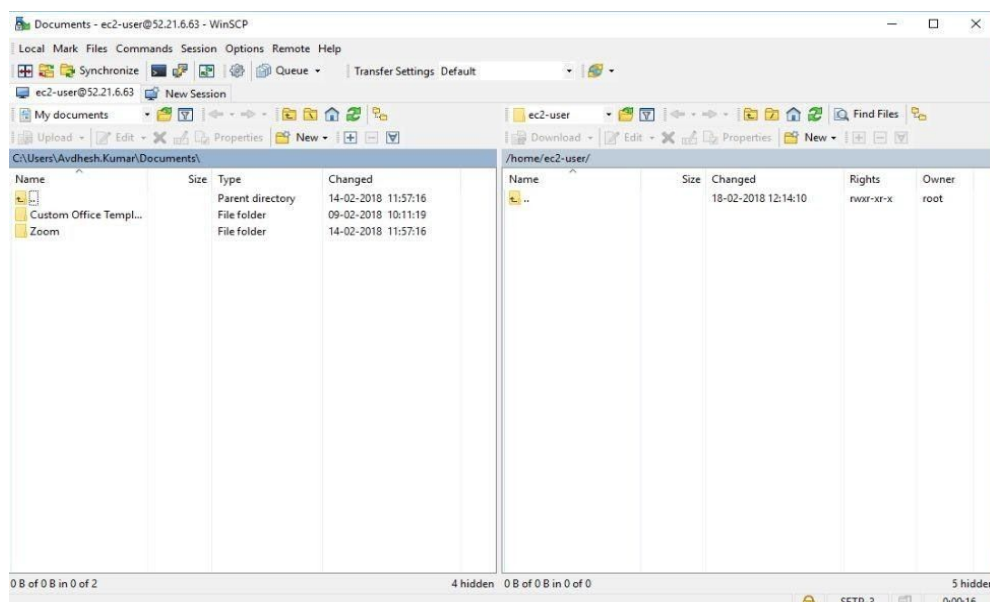 Documents - ec2-user@52.21.6.63 - WinSCP
Local Mark Files Commands Session Options Remote Help
Synchronize Queue Transfer Settings Default
ec2-user@52.21.6.63 New Session
My documents ec2-user Find Files
Upload Edit Properties New Download Edit Properties New
C:\Users\Avdhesh.Kumar\Documents\ /home/ec2-user/
Name Size Type Changed Name Size Changed Rights Owner
.. Parent directory 14-02-2018 11:57:16 .. 18-02-2018 12:14:10 rwxr-xr-x root
Custom Office Templ... File folder 09-02-2018 10:11:19
Zoom File folder 14-02-2018 11:57:16
0 B of 0 B in 0 of 2 4 hidden 0 B of 0 B in 0 of 0 5 hidden
SFTP-3 0:00:16